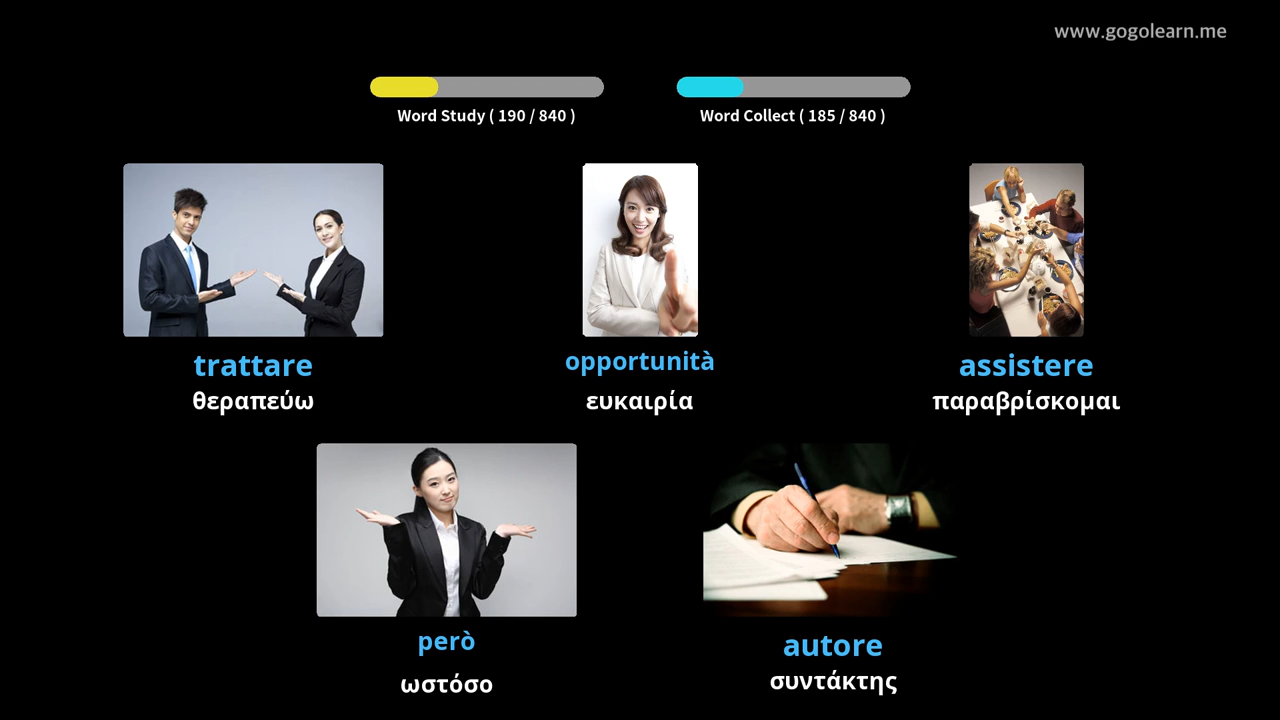 www.gogolearn.me
Word Study ( 190 / 840 )
Word Collect ( 185 / 840 )
trattare
θεραπεύω
opportunità
ευκαιρία
assistere
παραβρίσκομαι
però
ωστόσο
autore
συντάκτης